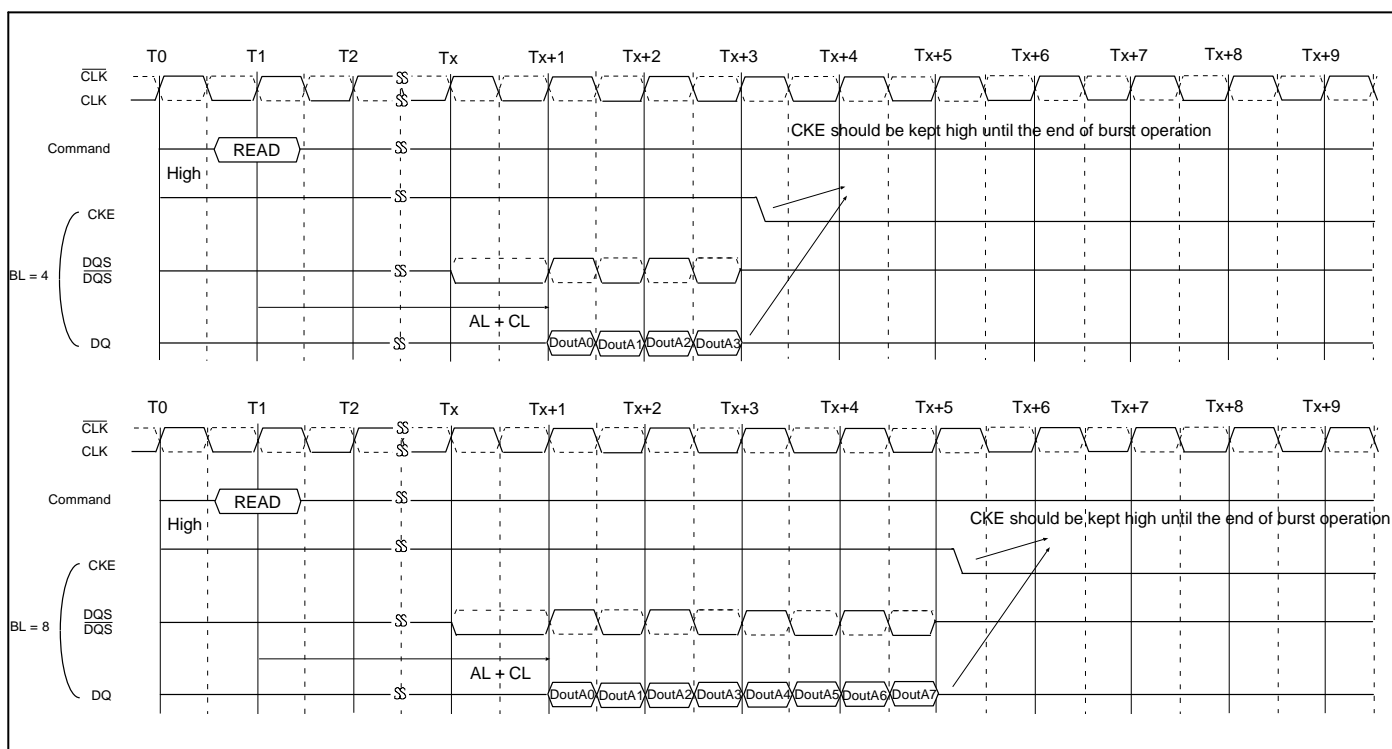 T0 T1 T2 Tx Tx+1 Tx+2 Tx+3 Tx+4 Tx+5 Tx+6 Tx+7 Tx+8 Tx+9
CLK
CLK
CKE should be kept high until the end of burst operation
Command READ
High
CKE
BL = 4
DQS
DQS
AL + CL
DQ DoutA0 DoutA1 DoutA2 DoutA3
T0 T1 T2 Tx Tx+1 Tx+2 Tx+3 Tx+4 Tx+5 Tx+6 Tx+7 Tx+8 Tx+9
CLK
CLK
Command READ
CKE should be kept high until the end of burst operation
High
CKE
DQS
BL = 8
DQS
AL + CL
DQ DoutA0 DoutA1 DoutA2 DoutA3 DoutA4 DoutA5 DoutA6 DoutA7